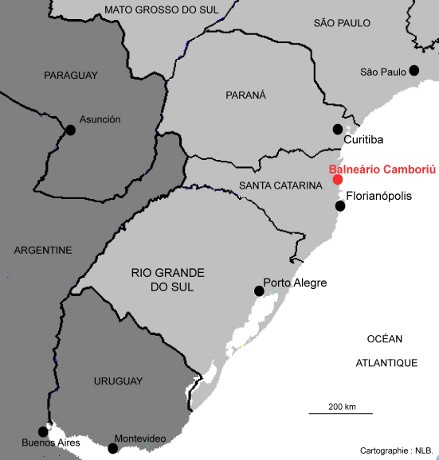 MATO GROSSO DO SUL
SÃO PAULO
São Paulo
PARAGUAY
PARANÁ
Asunción
Curitiba
Balneário Camboriú
SANTA CATARINA
Florianópolis
ARGENTINE
RIO GRANDE
DO SUL
Porto Alegre
OCÉAN
ATLANTIQUE
URUGUAY
200 km
Buenos Aires
Montevideo
Cartographie : NLB.